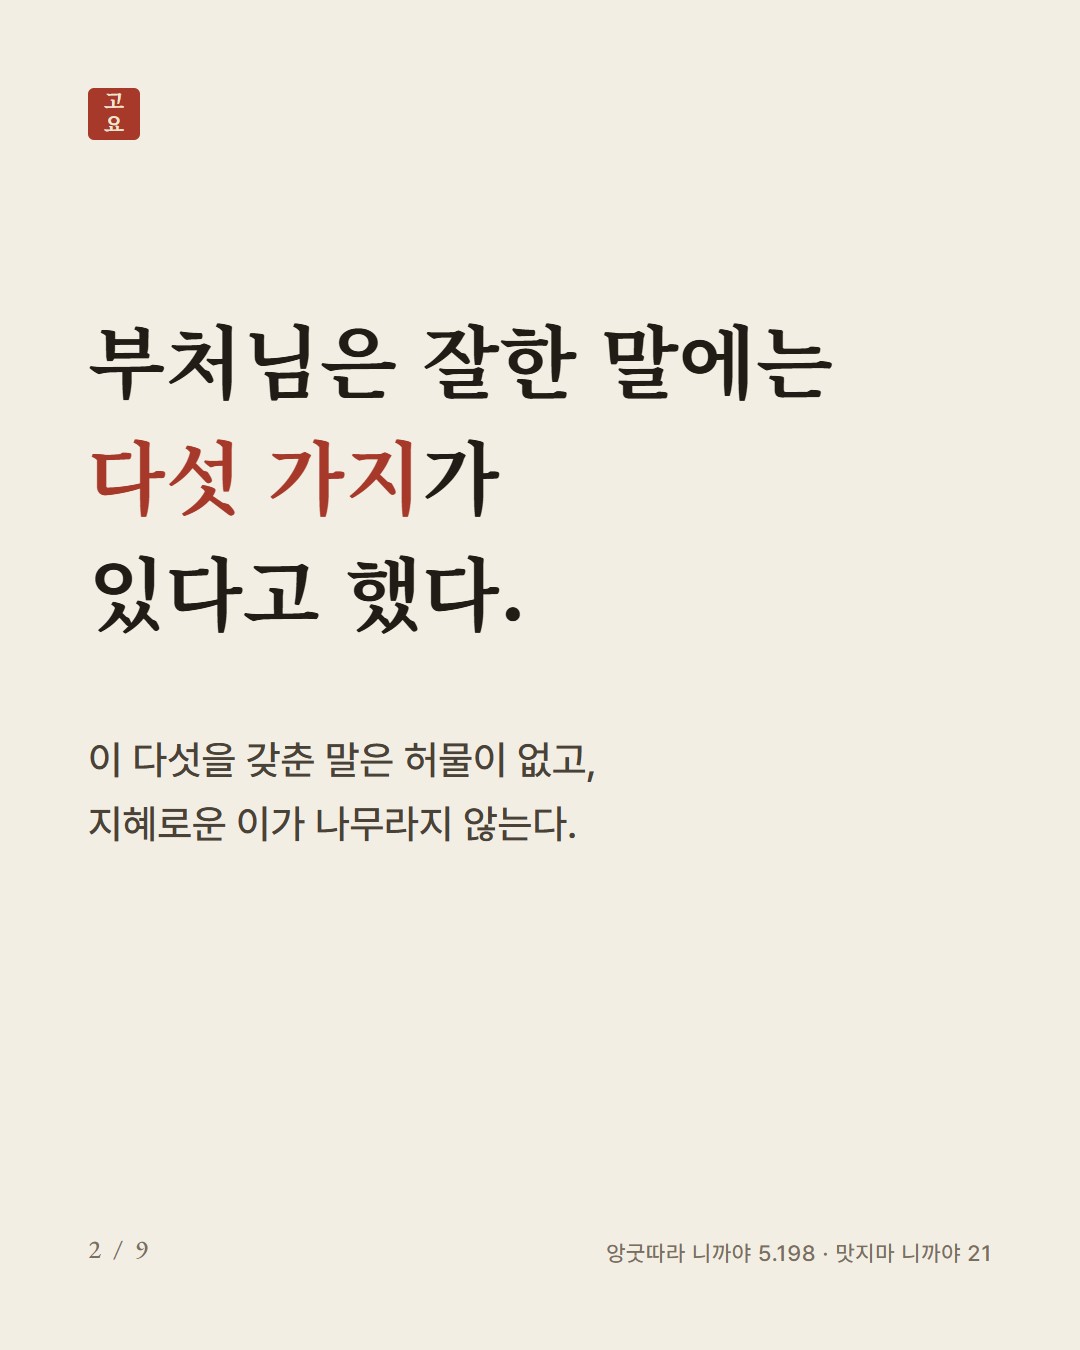 고
요
부처님은 잘한 말에는
다섯 가지가
있다고 했다.
이 다섯을 갖춘 말은 허물이 없고,
지혜로운 이가 나무라지 않는다.
2 / 9
앙굿따라 니까야 5.198 · 맛지마 니까야 21